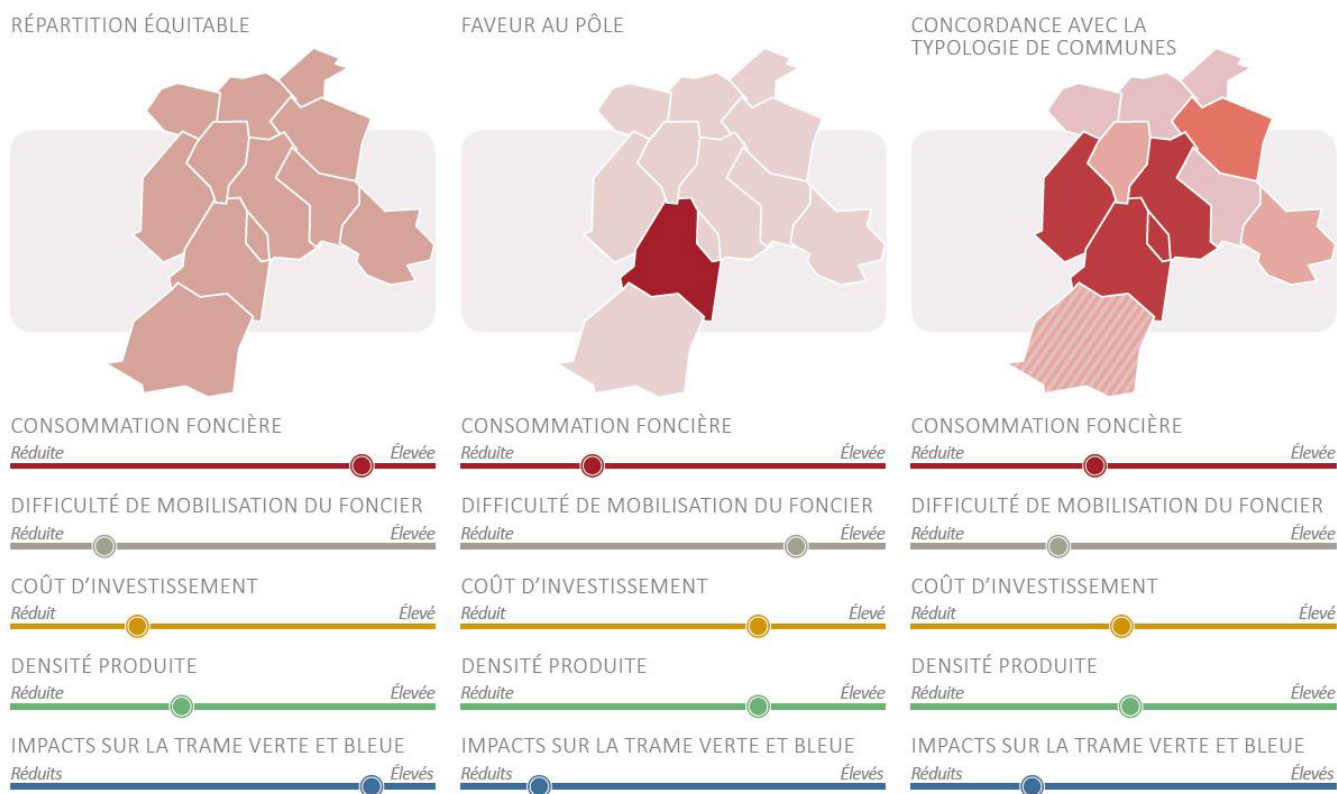 RÉPARTITION ÉQUITABLE
CONSOMMATION FONCIÈRE
Réduite Élevée
DIFFICULTÉ DE MOBILISATION DU FONCIER
Réduite Élevée
COÛT D'INVESTISSEMENT
Réduit Élevé
DENSITÉ PRODUITE
Réduite Élevée
IMPACTS SUR LA TRAME VERTE ET BLEUE
Réduits Élevés
FAVEUR AU PÔLE
CONSOMMATION FONCIÈRE
Réduite Élevée
DIFFICULTÉ DE MOBILISATION DU FONCIER
Réduite Élevée
COÛT D'INVESTISSEMENT
Réduit Élevé
DENSITÉ PRODUITE
Réduite Élevée
IMPACTS SUR LA TRAME VERTE ET BLEUE
Réduits Élevés
CONCORDANCE AVEC LA
TYPOLOGIE DE COMMUNES
CONSOMMATION FONCIÈRE
Réduite Élevée
DIFFICULTÉ DE MOBILISATION DU FONCIER
Réduite Élevée
COÛT D'INVESTISSEMENT
Réduit Élevé
DENSITÉ PRODUITE
Réduite Élevée
IMPACTS SUR LA TRAME VERTE ET BLEUE
Réduits Élevés